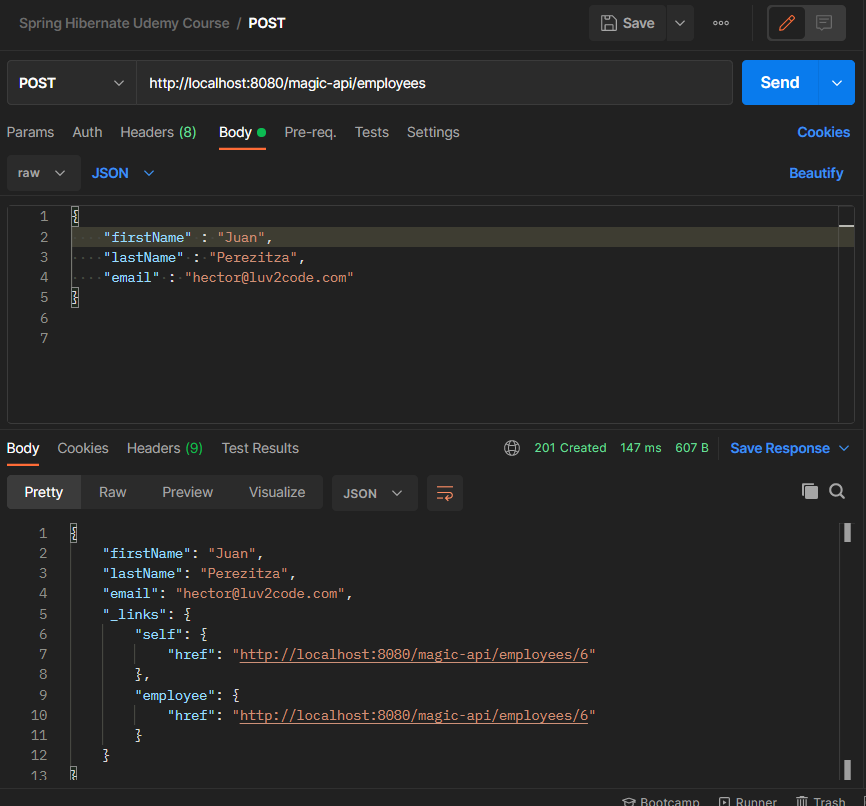 Spring Hibernate Udemy Course / POST Save
POST http://localhost:8080/magic-api/employees Send
Params Auth Headers (8) Body Pre-req. Tests Settings Cookies
raw JSON Beautify
1 {
2 "firstName" : "Juan",
3 "lastName" : "Perezitza",
4 "email" : "hector@luv2code.com"
5 }
6
7
Body Cookies Headers (9) Test Results 201 Created 147 ms 607 B Save Response
Pretty Raw Preview Visualize JSON
1 {
2 "firstName": "Juan",
3 "lastName": "Perezitza",
4 "email": "hector@luv2code.com",
5 "_links": {
6 "self": {
7 "href": "http://localhost:8080/magic-api/employees/6"
8 },
9 "employee": {
10 "href": "http://localhost:8080/magic-api/employees/6"
11 }
12 }
13 }
Bootcamp Runner Trash